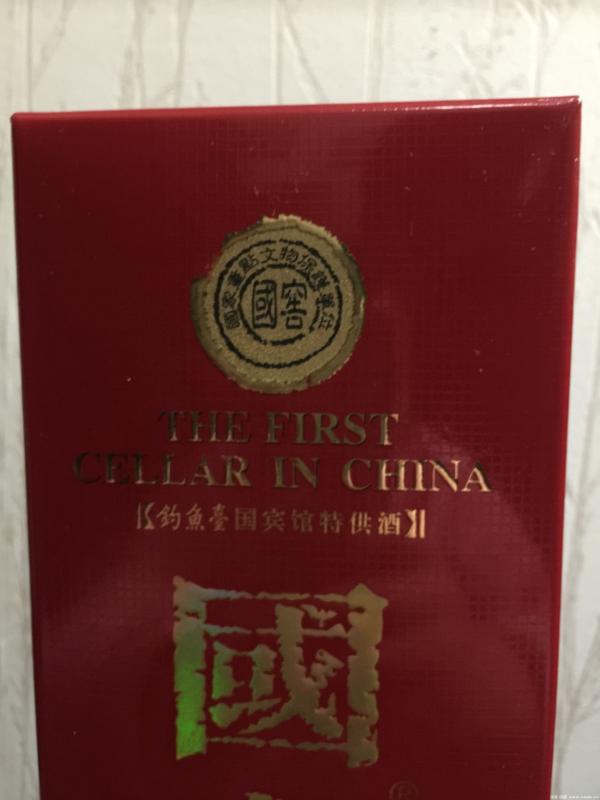 國家重點文物保護單位
國窖
THE FIRST
CELLAR IN CHINA
【釣魚臺国宾馆特供酒】
國
®